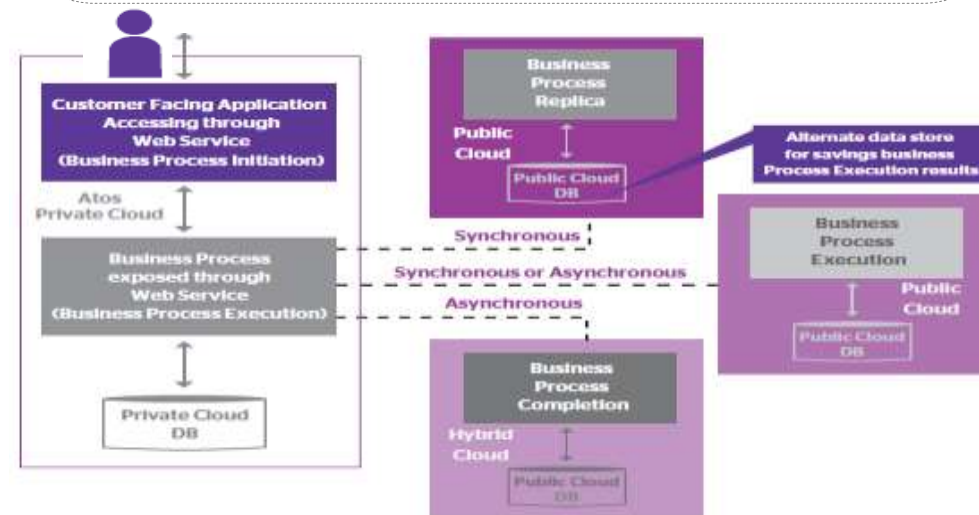 Customer Facing Application
Accessing through
Web Service
(Business Process Initiation)
Atos
Private Cloud
Business Process
exposed through
Web Service
(Business Process Execution)
Private Cloud
DB
Business
Process
Replica
Public
Cloud
Public Cloud
DB
Alternate data store
for savings business
Process Execution results
Synchronous
Synchronous or Asynchronous
Asynchronous
Business
Process
Execution
Public
Cloud
Public Cloud
DB
Business
Process
Completion
Hybrid
Cloud
Public Cloud
DB